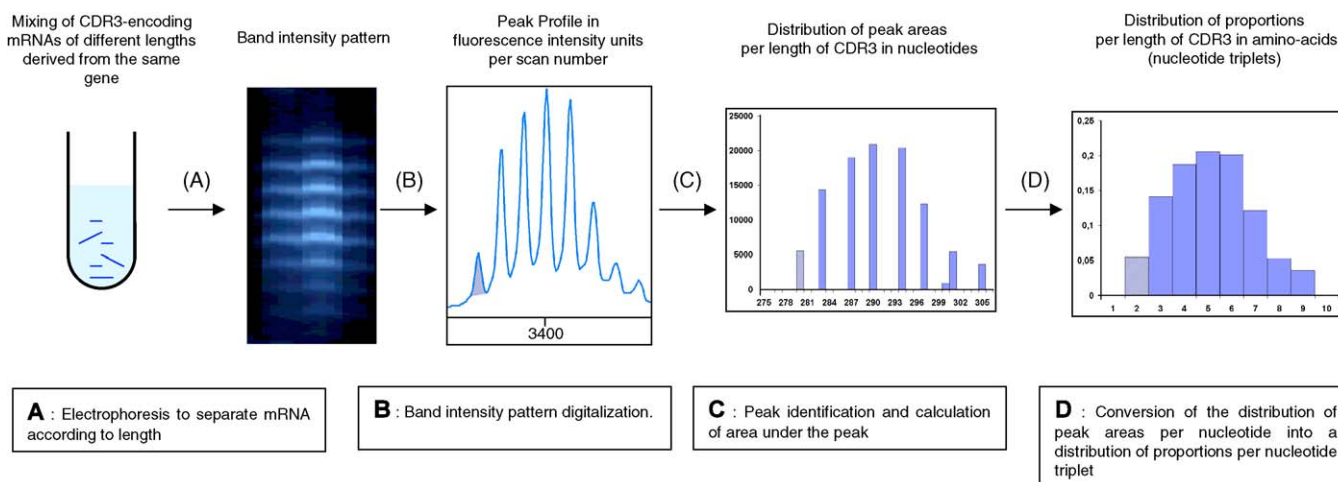 Mixing of CDR3-encoding
mRNAs of different lengths
derived from the same
gene
Band intensity pattern
Peak Profile in
fluorescence intensity units
per scan number
Distribution of peak areas
per length of CDR3 in nucleotides
Distribution of proportions
per length of CDR3 in amino-acids
(nucleotide triplets)
(A)
(B)
3400
(C)
25000
20000
15000
10000
5000
0
275 278 281 284 287 290 293 296 299 302 305
(D)
0,25
0,2
0,15
0,1
0,05
0
1 2 3 4 5 6 7 8 9 10
A : Electrophoresis to separate mRNA
according to length
B : Band intensity pattern digitalization.
C : Peak identification and calculation
of area under the peak
D : Conversion of the distribution of
peak areas per nucleotide into a
distribution of proportions per nucleotide
triplet